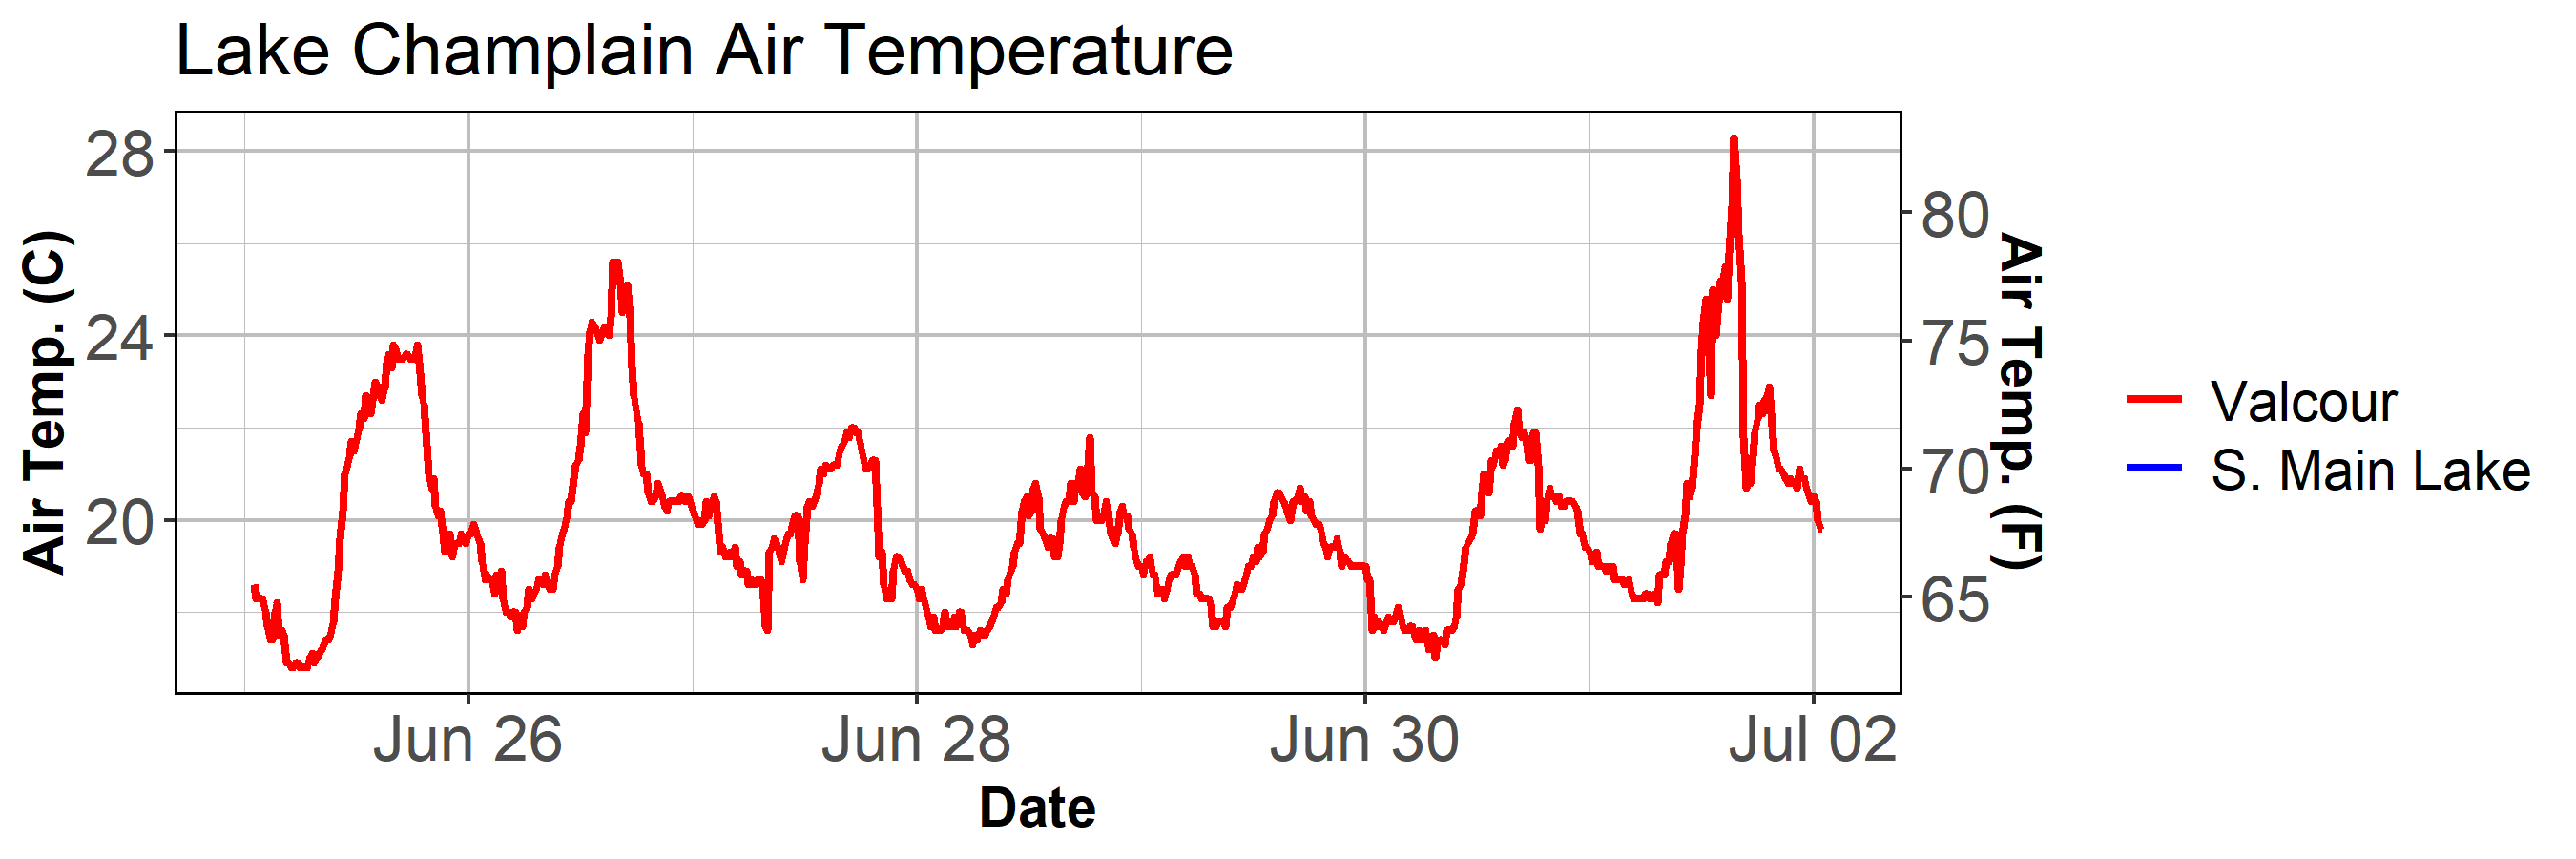 Lake Champlain Air Temperature
Air Temp. (C)
28
24
20
80
75
70
65
Air Temp. (F)
Valcour
S. Main Lake
Jun 26
Jun 28
Jun 30
Jul 02
Date